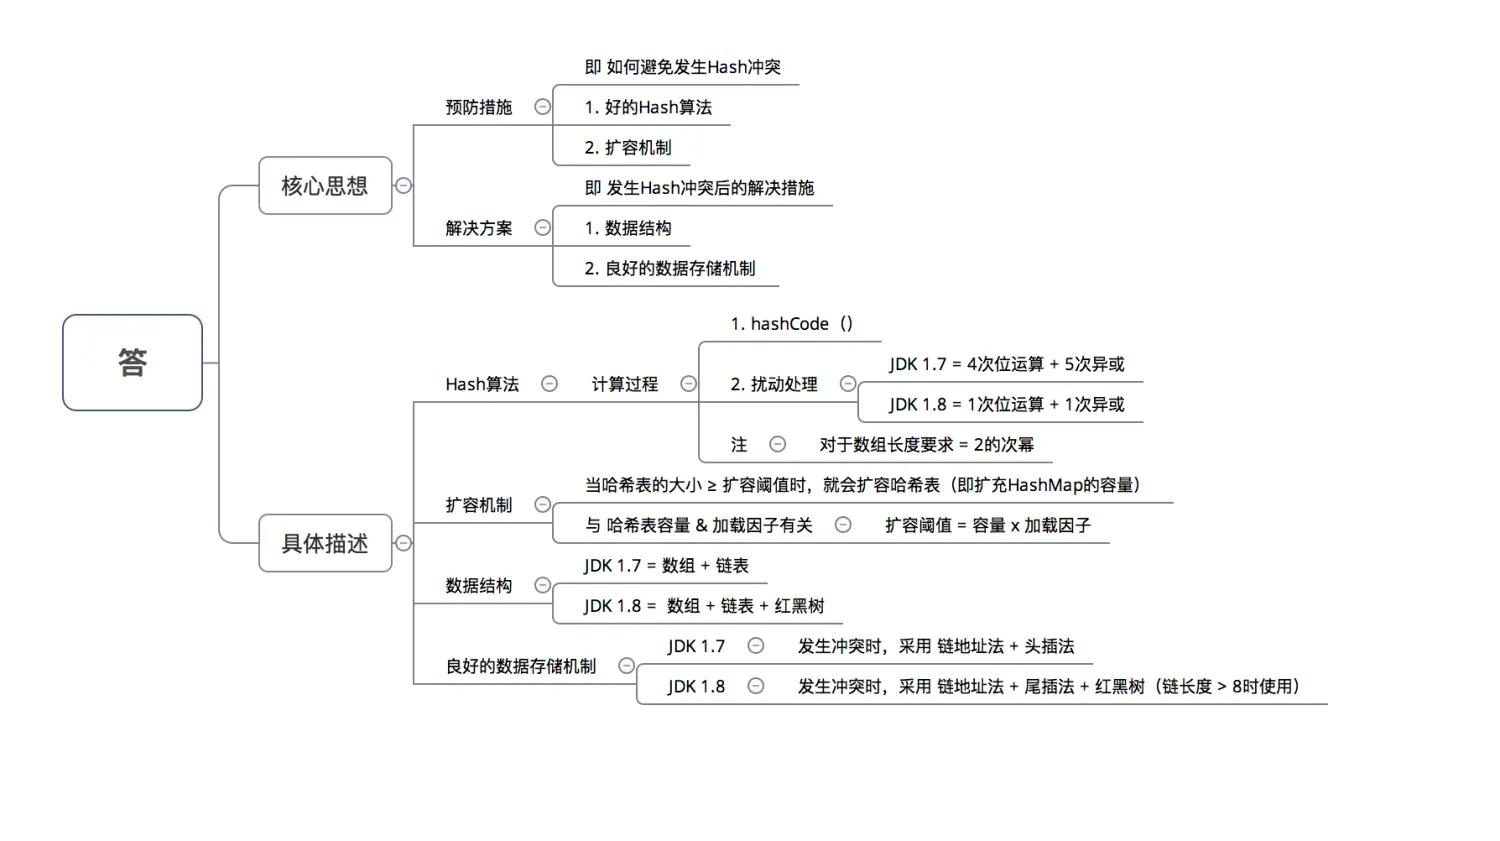 答
核心思想
预防措施
即 如何避免发生Hash冲突
1. 好的Hash算法
2. 扩容机制
解决方案
即 发生Hash冲突后的解决措施
1. 数据结构
2. 良好的数据存储机制
具体描述
Hash算法
计算过程
1. hashCode（）
2. 扰动处理
JDK 1.7 = 4次位运算 + 5次异或
JDK 1.8 = 1次位运算 + 1次异或
注
对于数组长度要求 = 2的次幂
扩容机制
当哈希表的大小 ≥ 扩容阈值时，就会扩容哈希表（即扩充HashMap的容量）
与 哈希表容量 & 加载因子有关
扩容阈值 = 容量 x 加载因子
数据结构
JDK 1.7 = 数组 + 链表
JDK 1.8 = 数组 + 链表 + 红黑树
良好的数据存储机制
JDK 1.7
发生冲突时，采用 链地址法 + 头插法
JDK 1.8
发生冲突时，采用 链地址法 + 尾插法 + 红黑树（链长度 > 8时使用）